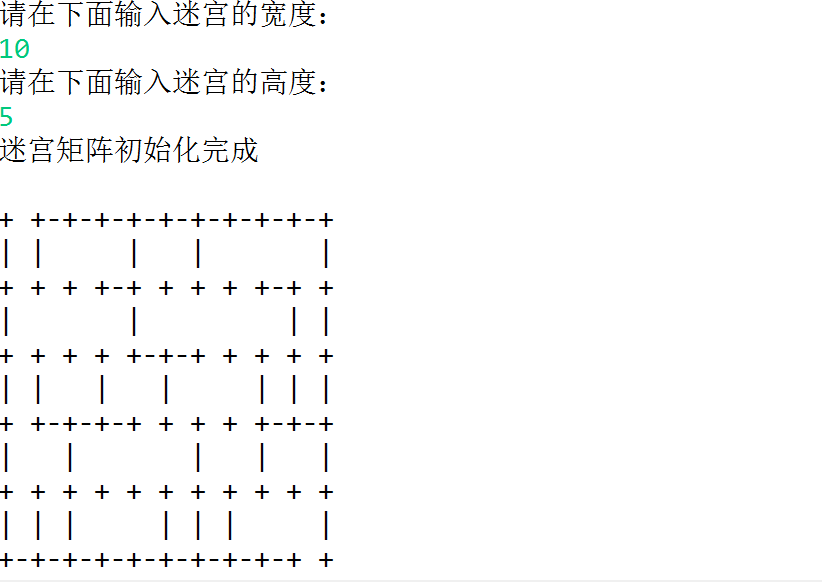 请在下面输入迷宫的宽度：
10
请在下面输入迷宫的高度：
5
迷宫矩阵初始化完成
+ +-+-+-+-+-+-+-+-+-+
| |     |   |       |
+ + + +-+ + + + +-+ +
|       |         | |
+ + + + +-+-+ + + + +
| |   |   |     | | |
+ +-+-+-+ + + + +-+-+
|   |       |   |   |
+ + + + + + + + + + +
| | |     | | |     |
+-+-+-+-+-+-+-+-+-+ +